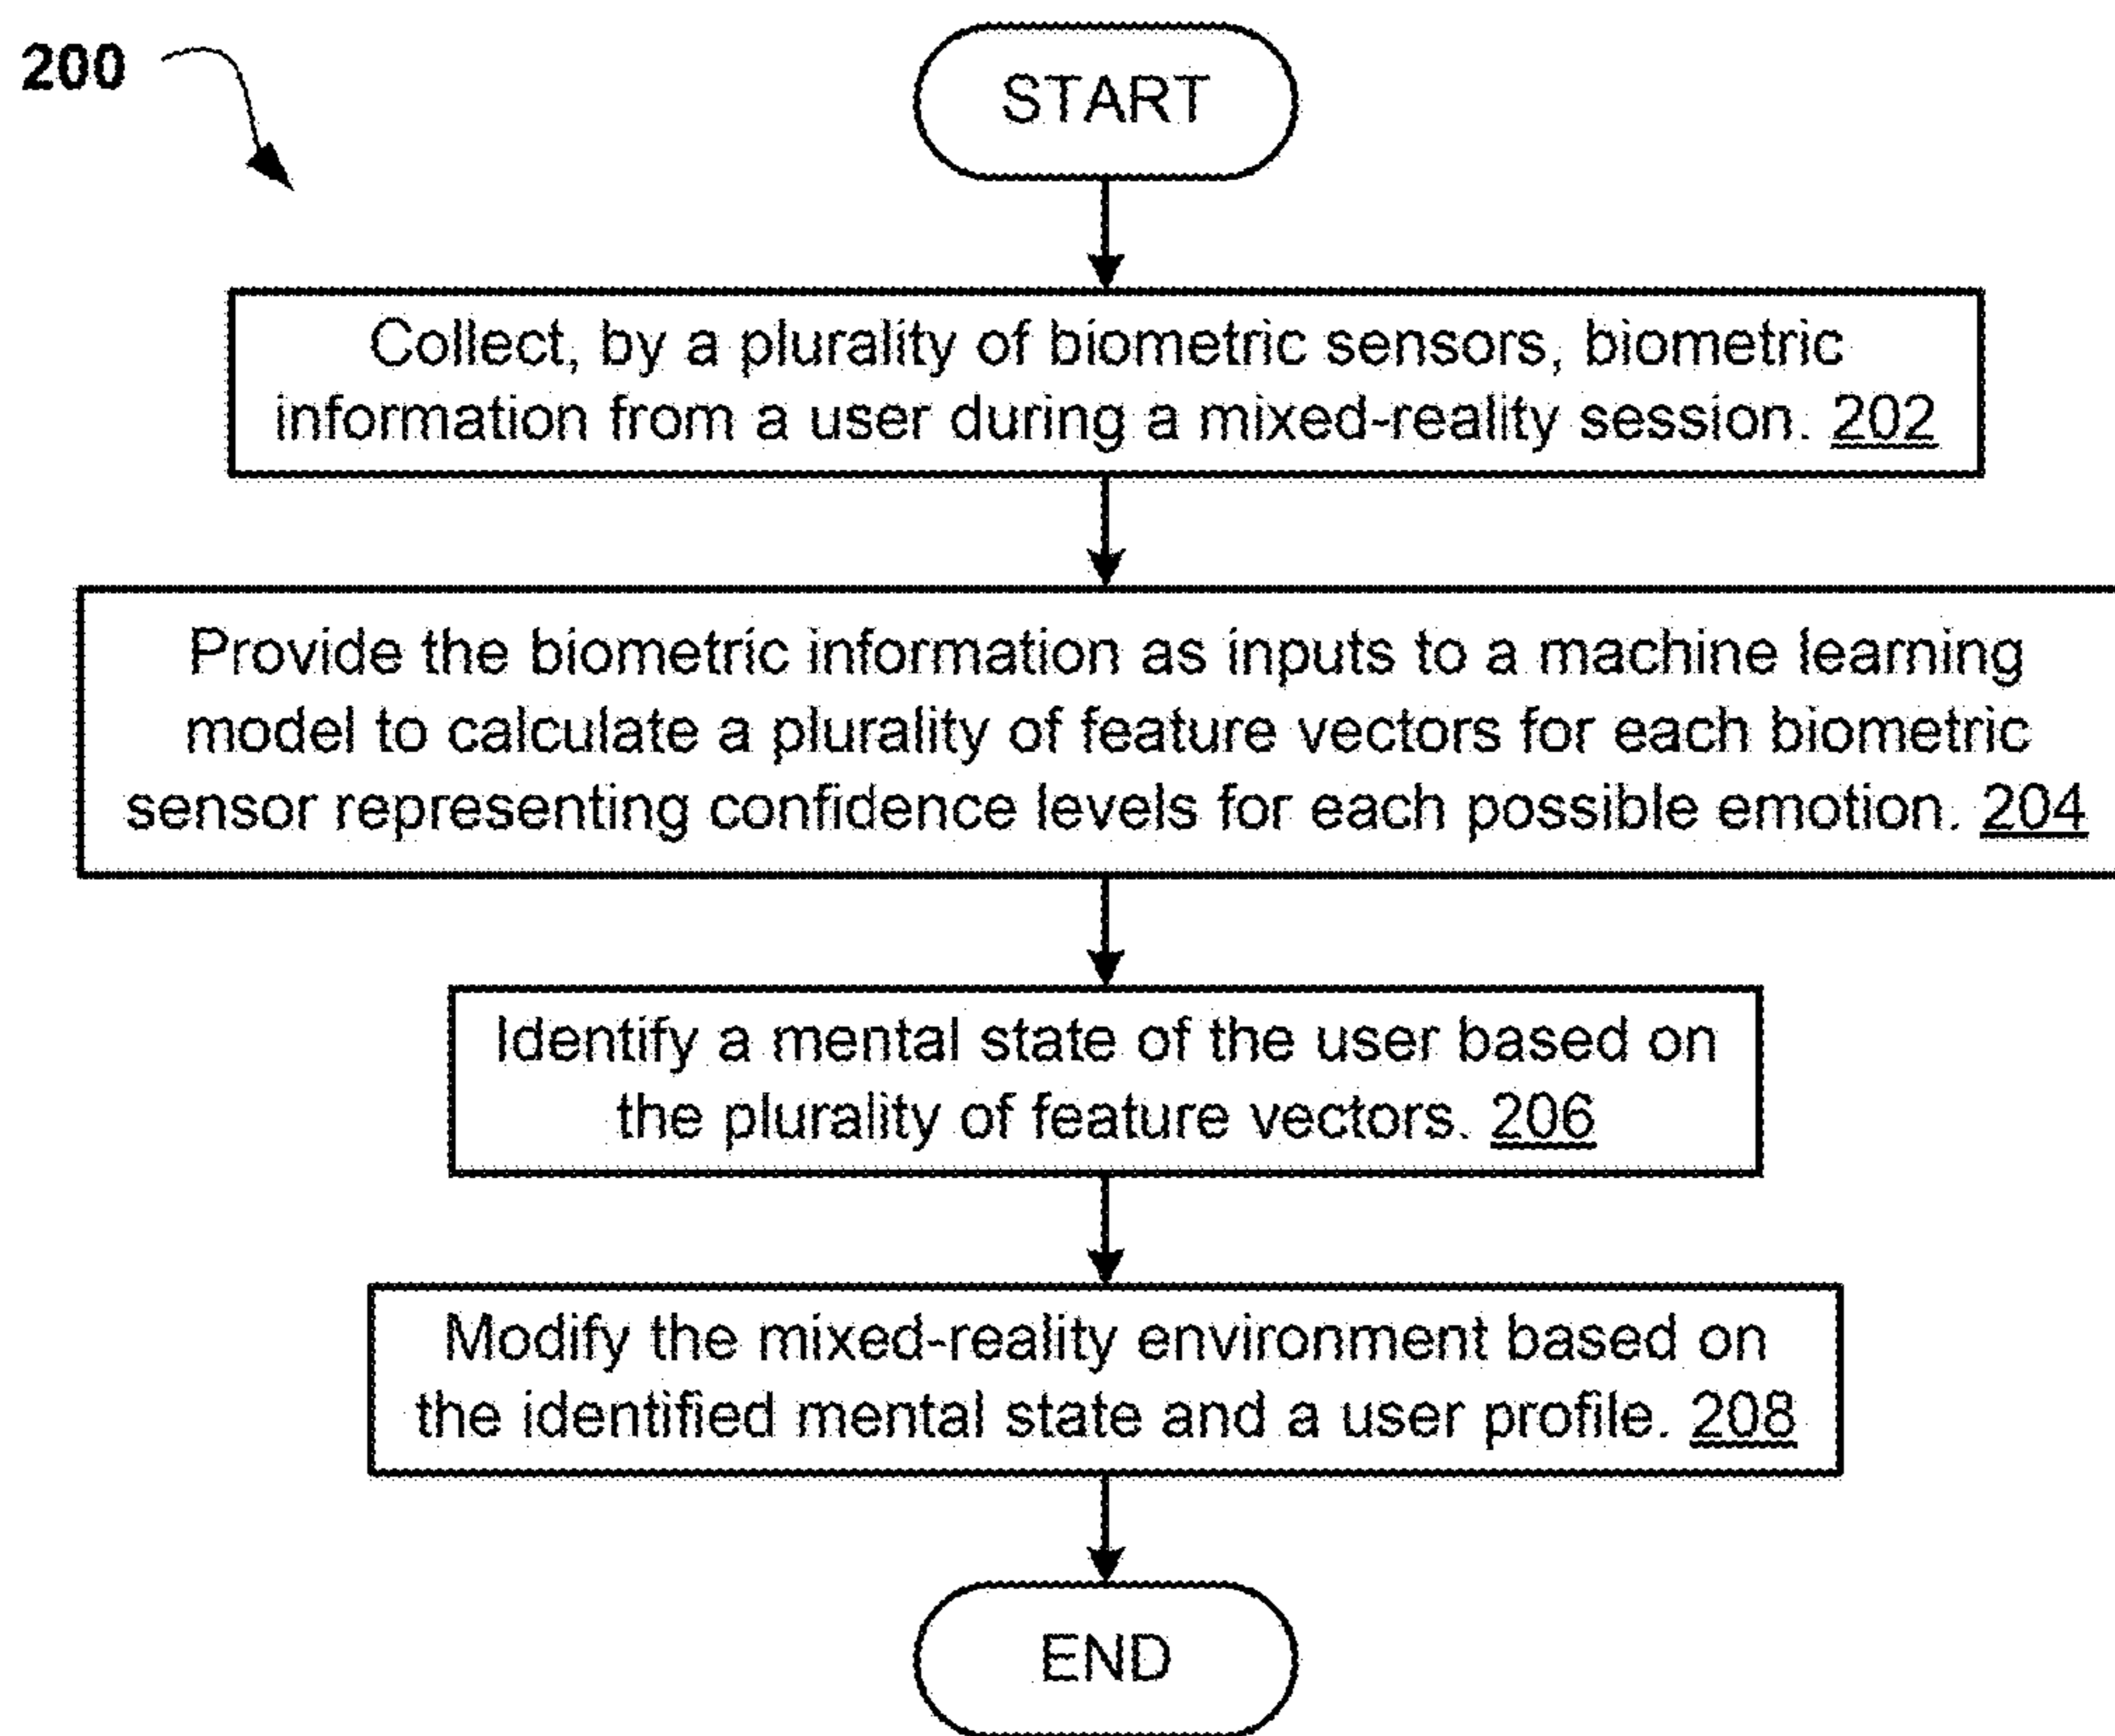 200
START
Collect, by a plurality of biometric sensors, biometric
information from a user during a mixed-reality session. 202
Provide the biometric information as inputs to a machine learning
model to calculate a plurality of feature vectors for each biometric
sensor representing confidence levels for each possible emotion. 204
Identify a mental state of the user based on
the plurality of feature vectors. 206
Modify the mixed-reality environment based on
the identified mental state and a user profile. 208
END